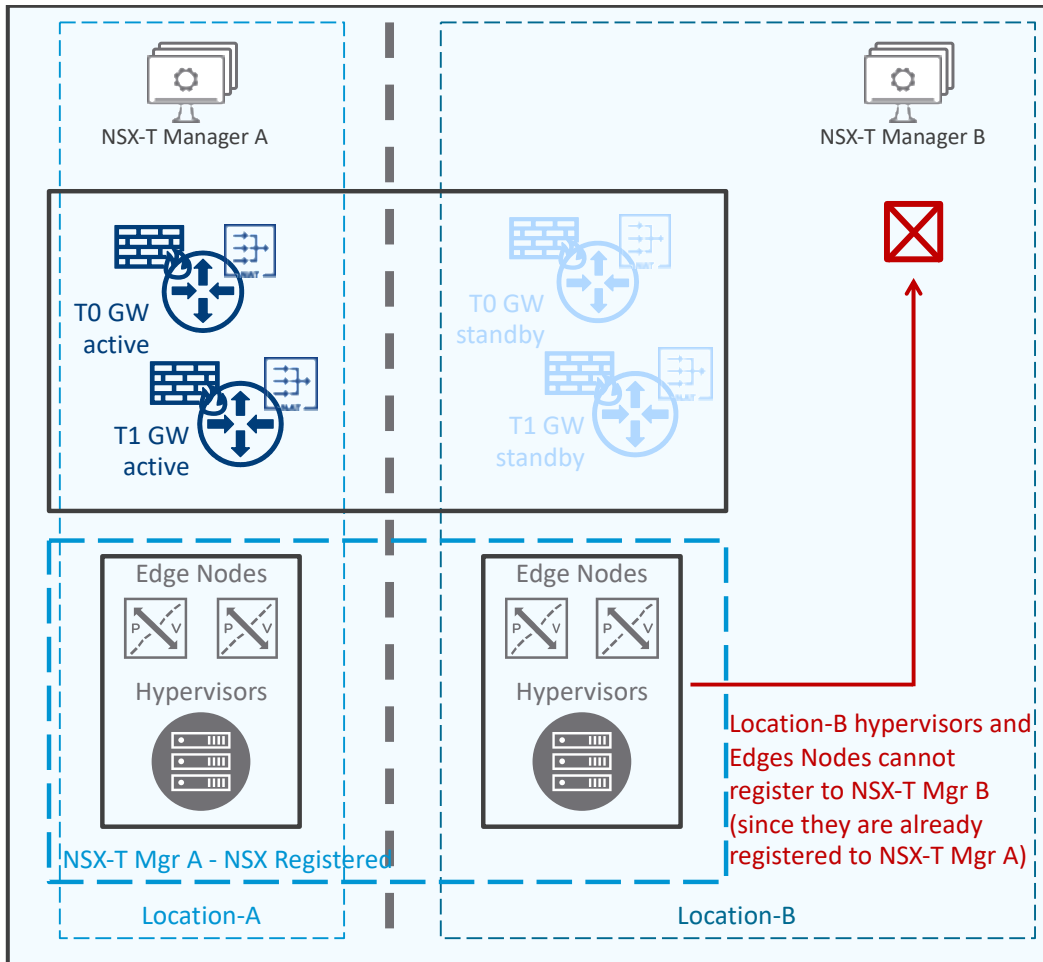 NSX-T Manager A
NSX-T Manager B
NAT
T0 GW
active
T0 GW
standby
NAT
T1 GW
active
T1 GW
standby
Edge Nodes
Edge Nodes
P V
P V
P V
P V
Hypervisors
Hypervisors
Location-B hypervisors and
Edges Nodes cannot
register to NSX-T Mgr B
(since they are already
registered to NSX-T Mgr A)
NSX-T Mgr A - NSX Registered
Location-A
Location-B